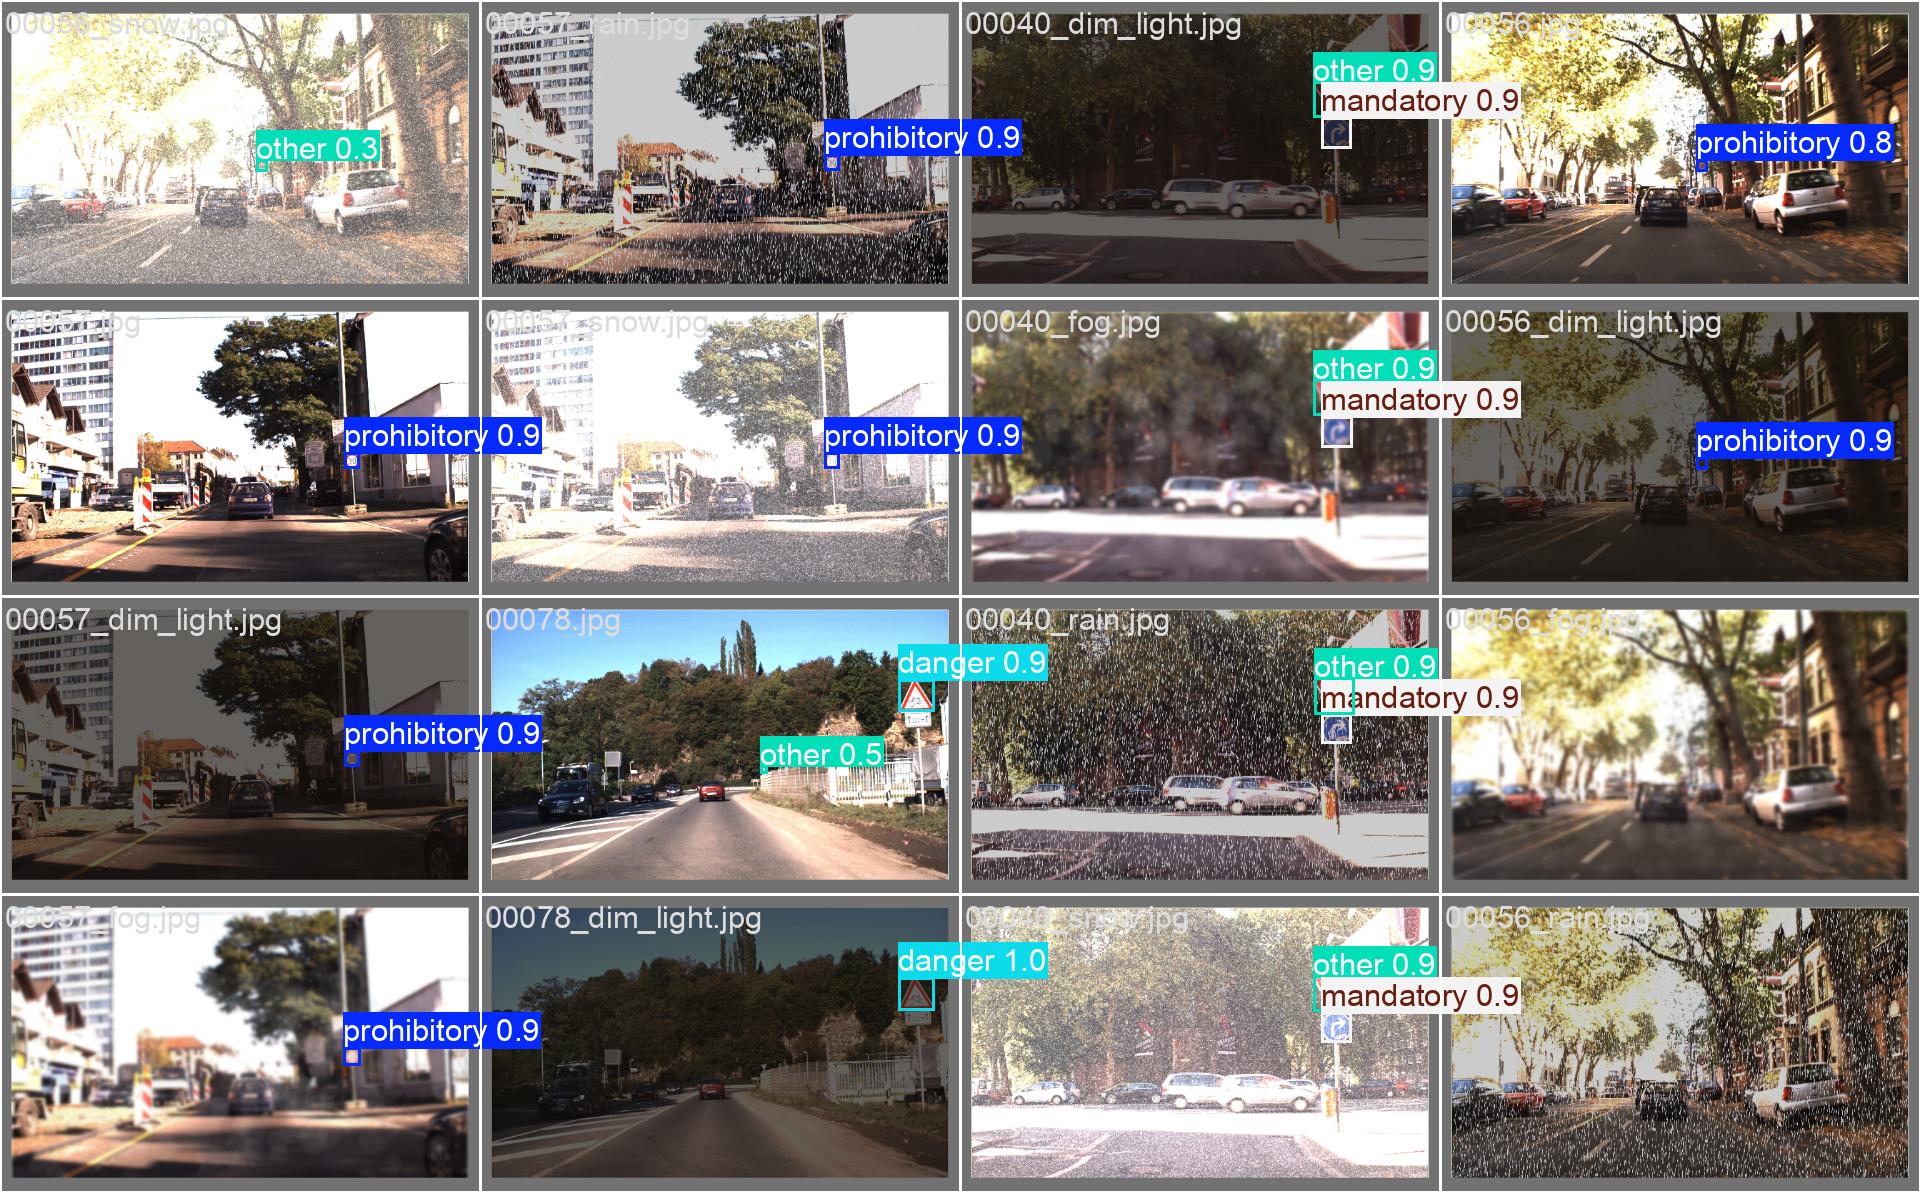 00056_snow.jpg
other 0.3
00057_rain.jpg
prohibitory 0.9
00040_dim_light.jpg
other 0.9
mandatory 0.9
00056.jpg
prohibitory 0.8
00057.jpg
prohibitory 0.9
00057_snow.jpg
prohibitory 0.9
00040_fog.jpg
other 0.9
mandatory 0.9
00056_dim_light.jpg
prohibitory 0.9
00057_dim_light.jpg
prohibitory 0.9
00078.jpg
danger 0.9
other 0.5
00040_rain.jpg
other 0.9
mandatory 0.9
00056_fog.jpg
00057_fog.jpg
prohibitory 0.9
00078_dim_light.jpg
danger 1.0
00040_snow.jpg
other 0.9
mandatory 0.9
00056_rain.jpg